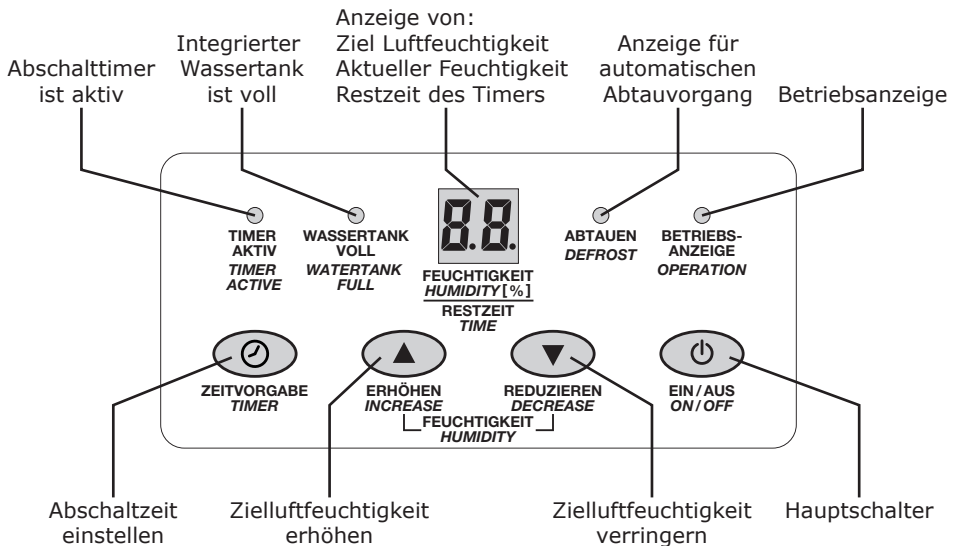 Abschalttimer
ist aktiv
Integrierter
Wassertank
ist voll
Anzeige von:
Ziel Luftfeuchtigkeit
Aktueller Feuchtigkeit
Restzeit des Timers
Anzeige für
automatischen
Abtauvorgang
Betriebsanzeige
TIMER
AKTIV
TIMER
ACTIVE
WASSERTANK
VOLL
WATERTANK
FULL
8.8.
FEUCHTIGKEIT
HUMIDITY [%]
RESTZEIT
TIME
ABTAUEN
DEFROST
BETRIEBS-
ANZEIGE
OPERATION
ZEITVORGABE
TIMER
ERHÖHEN
INCREASE
REDUZIEREN
DECREASE
FEUCHTIGKEIT
HUMIDITY
EIN/AUS
ON/OFF
Abschaltzeit
einstellen
Zielluftfeuchtigkeit
erhöhen
Zielluftfeuchtigkeit
verringern
Hauptschalter